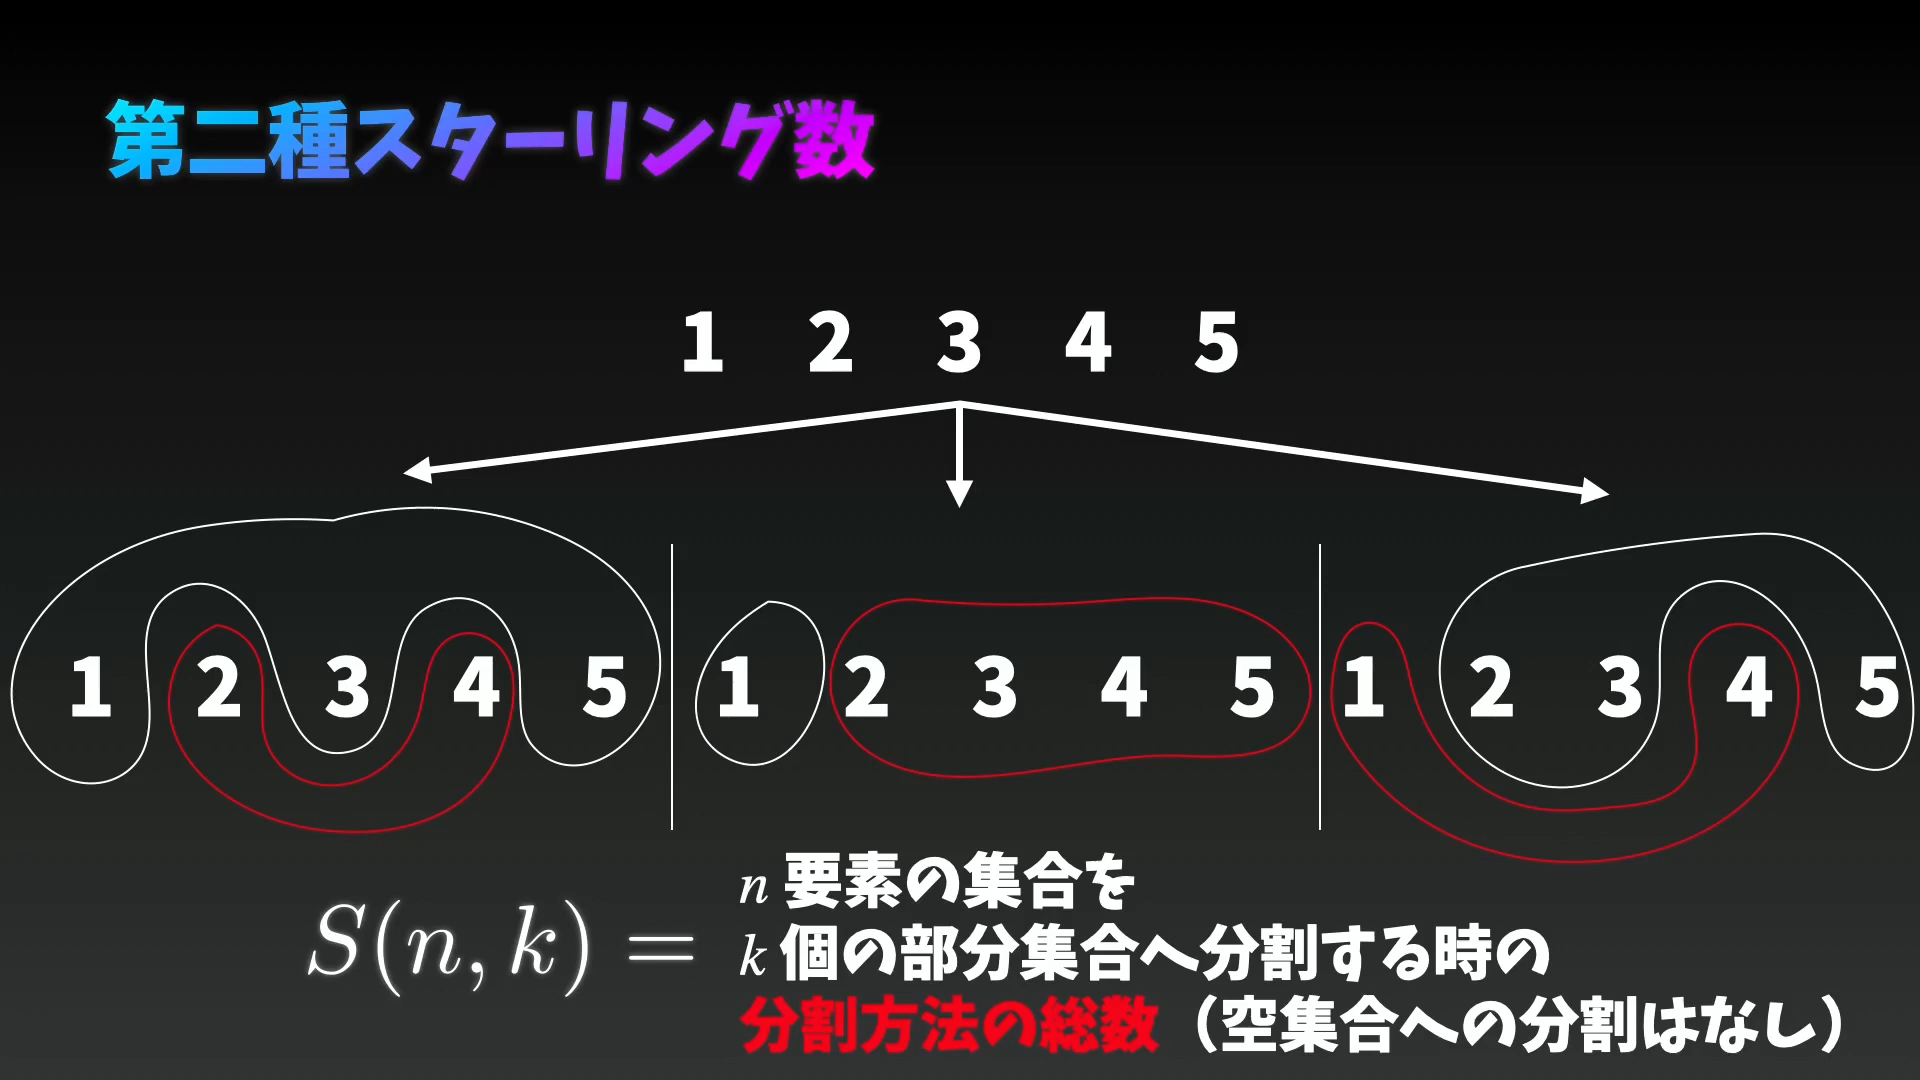 第二種スターリング数
1 2 3 4 5
1 2 3 4 5
1 2 3 4 5
1 2 3 4 5
S(n, k) =
n 要素の集合を
k 個の部分集合へ分割する時の
分割方法の総数（空集合への分割はなし）